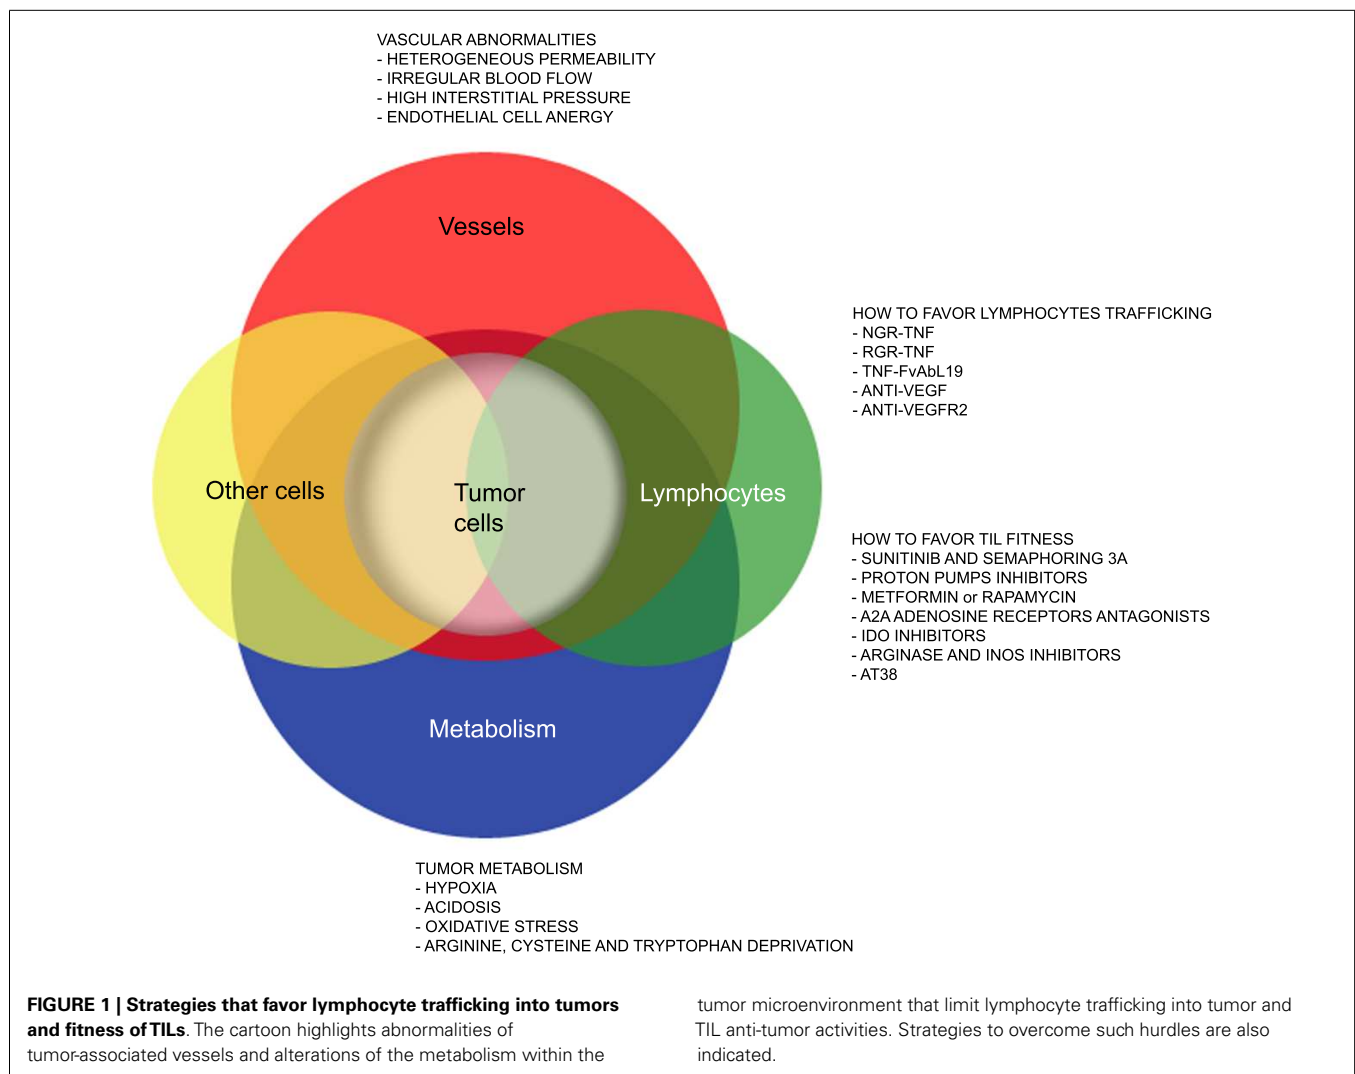 VASCULAR ABNORMALITIES
- HETEROGENEOUS PERMEABILITY
- IRREGULAR BLOOD FLOW
- HIGH INTERSTITIAL PRESSURE
- ENDOTHELIAL CELL ANERGY
Vessels
HOW TO FAVOR LYMPHOCYTES TRAFFICKING
- NGR-TNF
- RGR-TNF
- TNF-FvAbL19
- ANTI-VEGF
- ANTI-VEGFR2
Other cells
Tumor
cells
Lymphocytes
HOW TO FAVOR TIL FITNESS
- SUNITINIB AND SEMAPHORING 3A
- PROTON PUMPS INHIBITORS
- METFORMIN or RAPAMYCIN
- A2A ADENOSINE RECEPTORS ANTAGONISTS
- IDO INHIBITORS
- ARGINASE AND INOS INHIBITORS
- AT38
Metabolism
TUMOR METABOLISM
- HYPOXIA
- ACIDOSIS
- OXIDATIVE STRESS
- ARGININE, CYSTEINE AND TRYPTOPHAN DEPRIVATION
FIGURE 1 | Strategies that favor lymphocyte trafficking into tumors
and fitness of TILs. The cartoon highlights abnormalities of
tumor-associated vessels and alterations of the metabolism within the
tumor microenvironment that limit lymphocyte trafficking into tumor and
TIL anti-tumor activities. Strategies to overcome such hurdles are also
indicated.